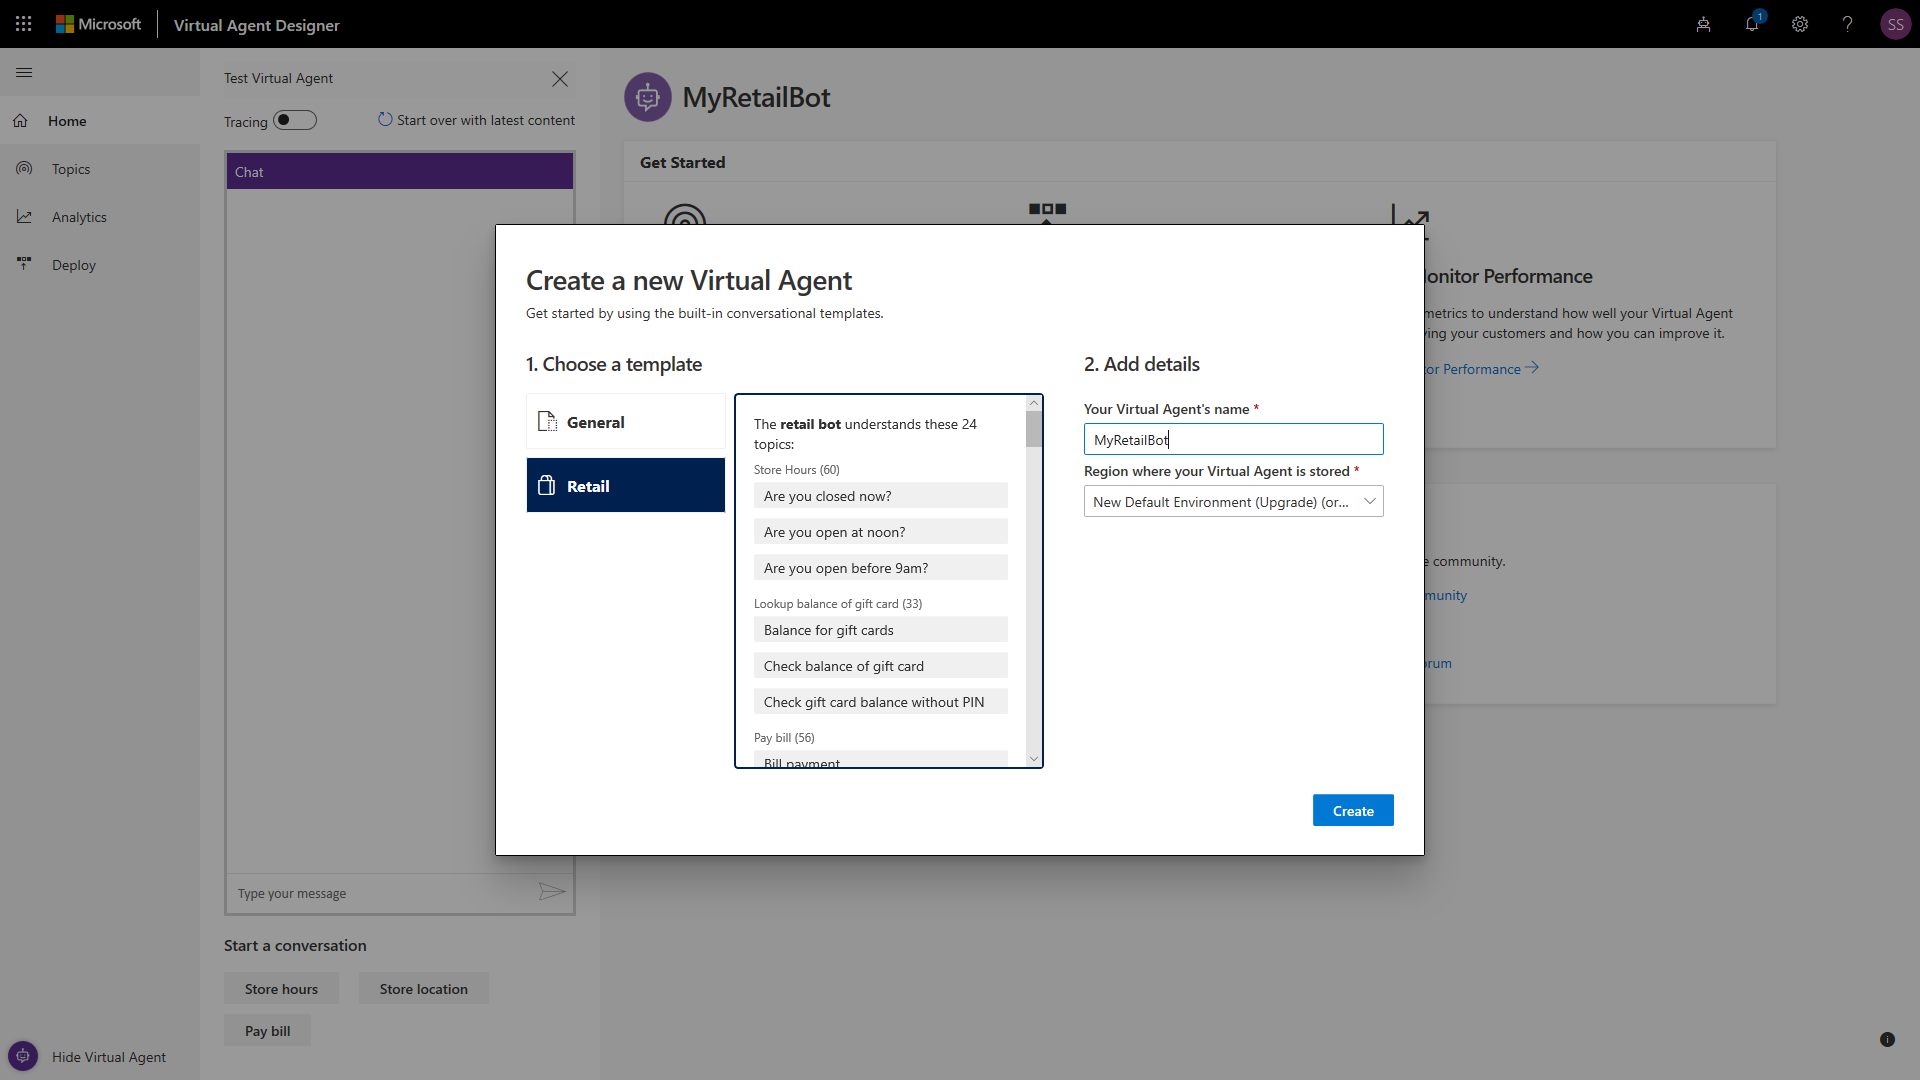 Microsoft
Virtual Agent Designer
1
SS
Home
Topics
Analytics
Deploy
Hide Virtual Agent
Test Virtual Agent
Tracing
Start over with latest content
Chat
Type your message
Start a conversation
Store hours
Store location
Pay bill
MyRetailBot
Get Started
onitor Performance
metrics to understand how well your Virtual Agent
ing your customers and how you can improve it.
or Performance
community.
munity
rum
Create a new Virtual Agent
Get started by using the built-in conversational templates.
1. Choose a template
General
Retail
The retail bot understands these 24
topics:
Store Hours (60)
Are you closed now?
Are you open at noon?
Are you open before 9am?
Lookup balance of gift card (33)
Balance for gift cards
Check balance of gift card
Check gift card balance without PIN
Pay bill (56)
Bill payment
2. Add details
Your Virtual Agent's name *
MyRetailBot
Region where your Virtual Agent is stored *
New Default Environment (Upgrade) (or...
Create